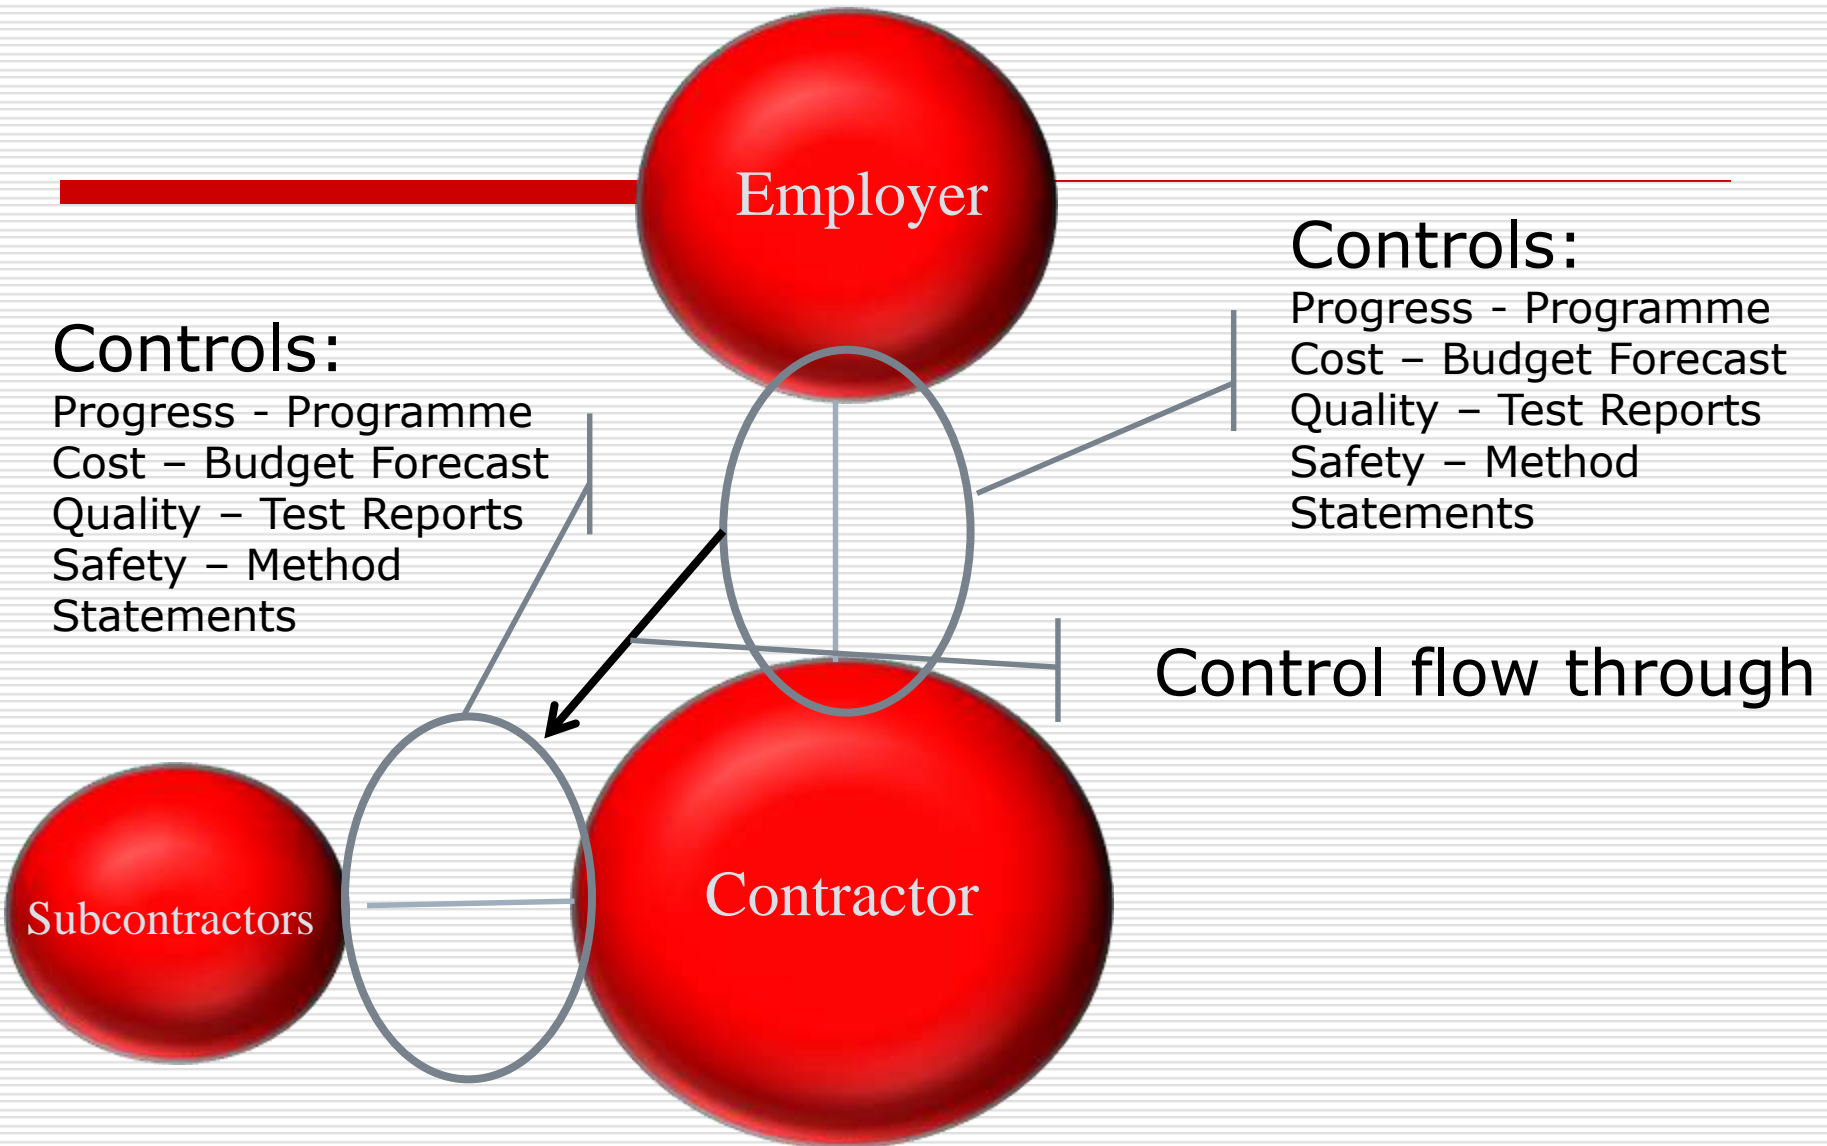 Employer
Controls:
Progress - Programme
Cost – Budget Forecast
Quality – Test Reports
Safety – Method
Statements
Controls:
Progress - Programme
Cost – Budget Forecast
Quality – Test Reports
Safety – Method
Statements
Control flow through
Subcontractors
Contractor